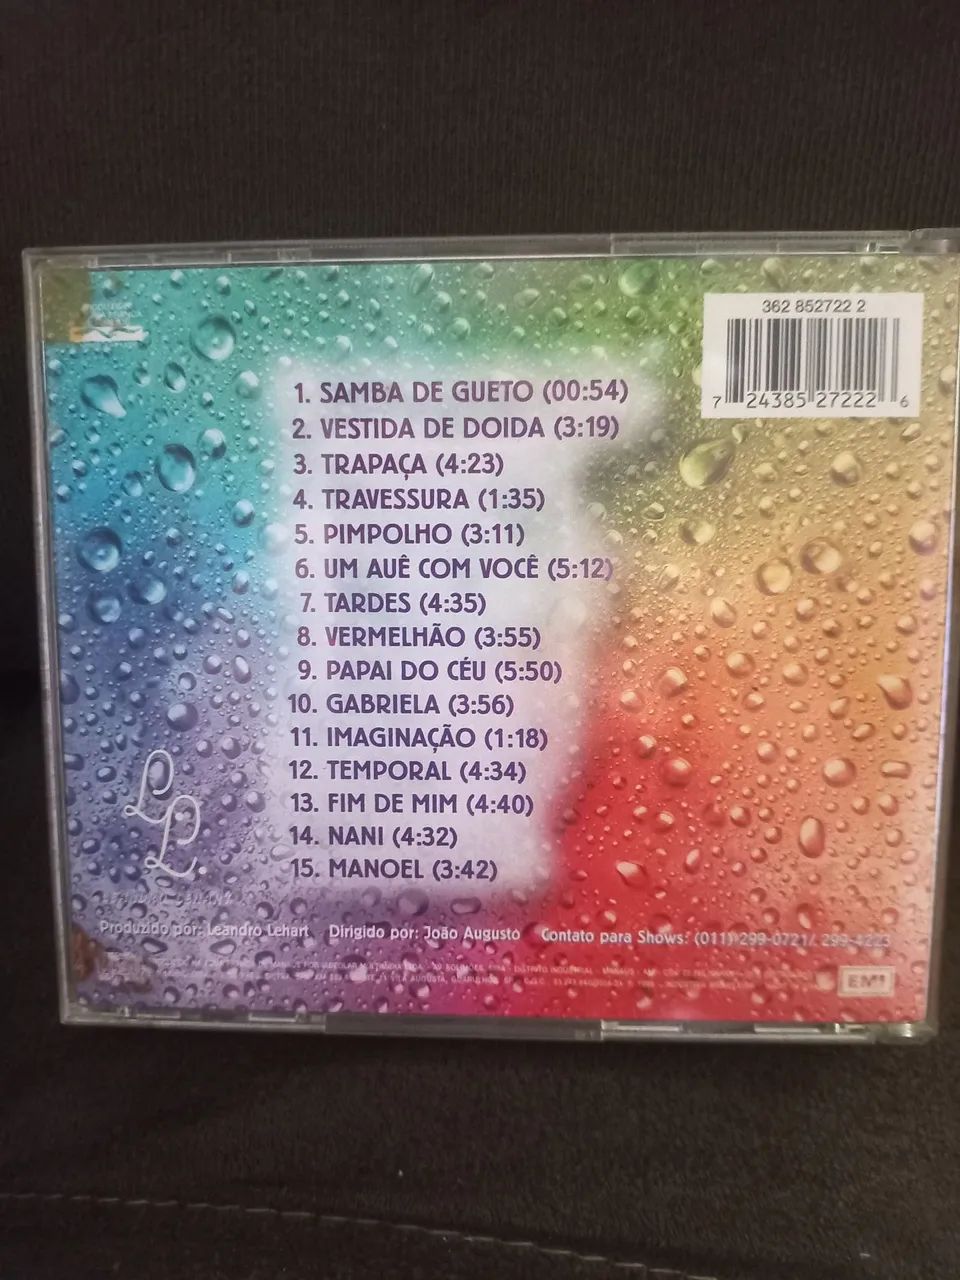 362 852722 2
7 24385 27222 6
1. SAMBA DE GUETO (00:54)
2. VESTIDA DE DOIDA (3:19)
3. TRAPAÇA (4:23)
4. TRAVESSURA (1:35)
5. PIMPOLHO (3:11)
6. UM AUÊ COM VOCÊ (5:12)
7. TARDES (4:35)
8. VERMELHÃO (3:55)
9. PAPAI DO CÉU (5:50)
10. GABRIELA (3:56)
11. IMAGINAÇÃO (1:18)
12. TEMPORAL (4:34)
13. FIM DE MIM (4:40)
14. NANI (4:32)
15. MANOEL (3:42)
L L.
Produzido por: Leandro Lehart Dirigido por: João Augusto Contato para Shows: (011) 299-0721/ 299-4223
DISTRITO INDUSTRIAL - MANAUS - AM
EMI